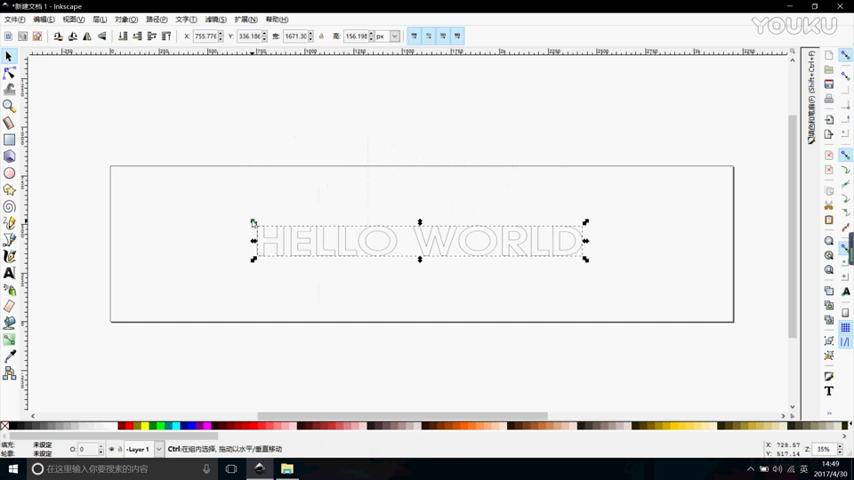 *新建文档 1 - Inkscape
YOUKU
文件(F) 编辑(E) 视图(V) 层(L) 对象(O) 路径(P) 文字(T) 滤镜(S) 扩展(N) 帮助(H)
X: 755.776 Y: 336.186 宽: 1671.30 高: 156.198 px
(Shift+Ctrl+F)
HELLO WORLD
填充: 未设定
轮廓: 未设定
O: 0
-Layer 1
Ctrl:在组内选择, 拖动以水平/垂直移动
X: 728.57
Y: 517.14
Z: 35%
在这里输入你要搜索的内容
英
14:49
2017/4/30